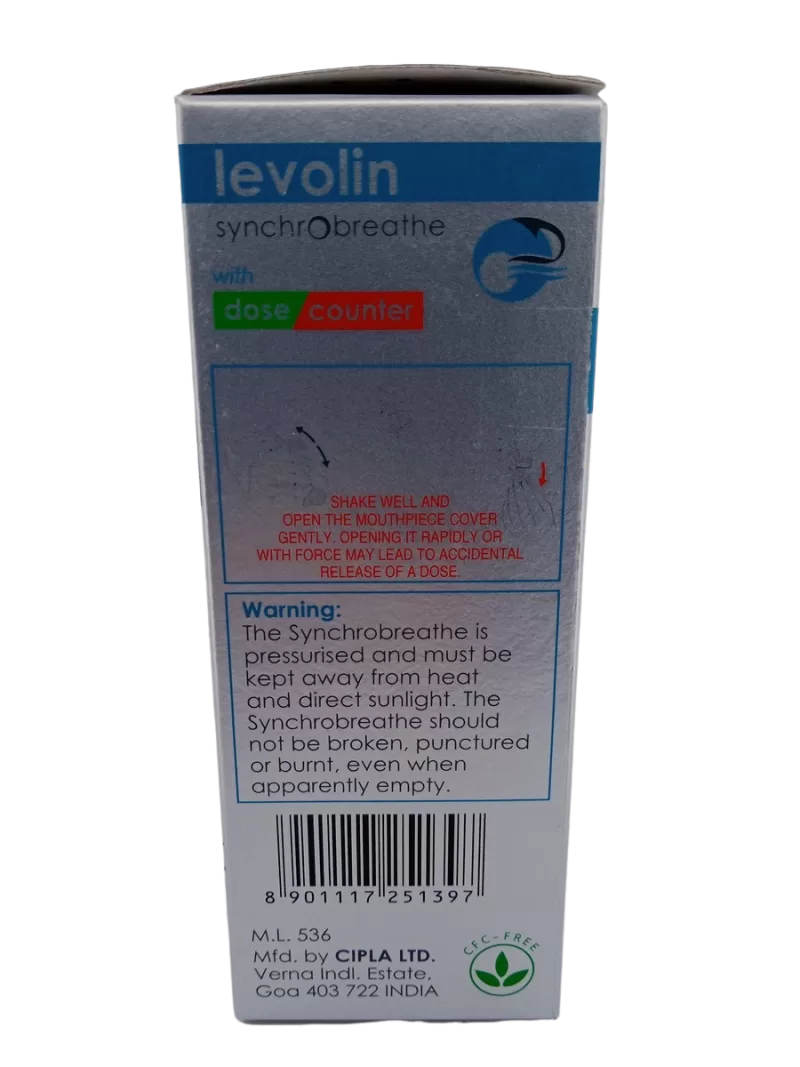 levolin
synchrobreathe
with
dose counter
SHAKE WELL AND
OPEN THE MOUTHPIECE COVER
GENTLY. OPENING IT RAPIDLY OR
WITH FORCE MAY LEAD TO ACCIDENTAL
RELEASE OF A DOSE.
Warning:
The Synchrobreathe is
pressurised and must be
kept away from heat
and direct sunlight. The
Synchrobreathe should
not be broken, punctured
or burnt, even when
apparently empty.
8 901117 251397
M.L. 536
Mfd. by CIPLA LTD.
Verna Indl. Estate,
Goa 403 722 INDIA
CFC-FREE